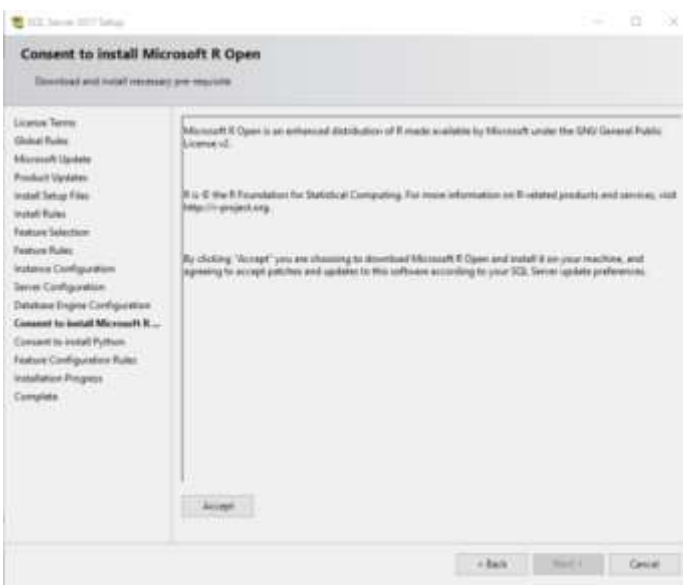 SQL Server 2017 Setup
Consent to install Microsoft R Open
Download and install necessary pre-requisite
License Terms
Global Rules
Microsoft Update
Product Updates
Install Setup Files
Install Rules
Feature Selection
Feature Rules
Instance Configuration
Server Configuration
Database Engine Configuration
Consent to install Microsoft R ...
Consent to install Python
Feature Configuration Rules
Installation Progress
Complete
Microsoft R Open is an enhanced distribution of R made available by Microsoft under the GNU General Public
License v2.
R is © the R Foundation for Statistical Computing. For more information on R-related products and services, visit
http://r-project.org.
By clicking "Accept" you are choosing to download Microsoft R Open and install it on your machine, and
agreeing to accept patches and updates to this software according to your SQL Server update preferences.
Accept
< Back
Next >
Cancel